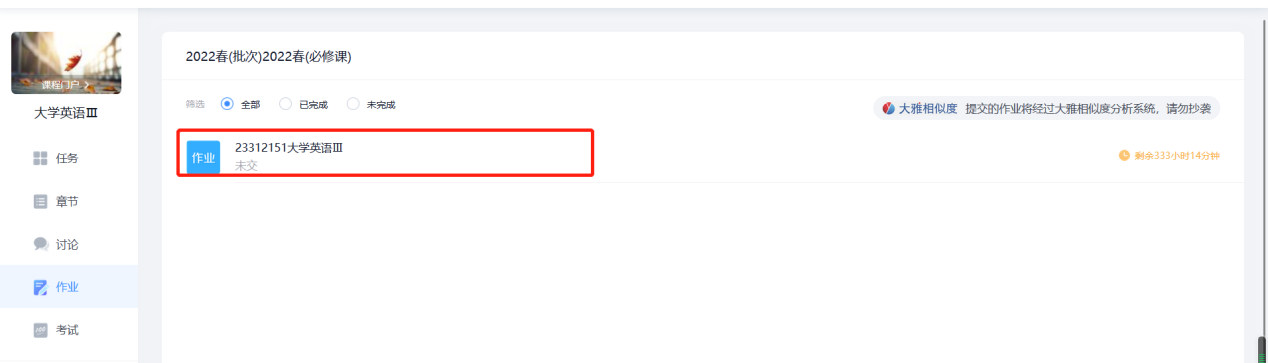 课程门户 >
大学英语Ⅲ
任务
章节
讨论
作业
考试
2022春(批次)2022春(必修课)
筛选 全部 已完成 未完成
大雅相似度 提交的作业将经过大雅相似度分析系统，请勿抄袭
作业
23312151大学英语Ⅲ
未交
剩余333小时14分钟